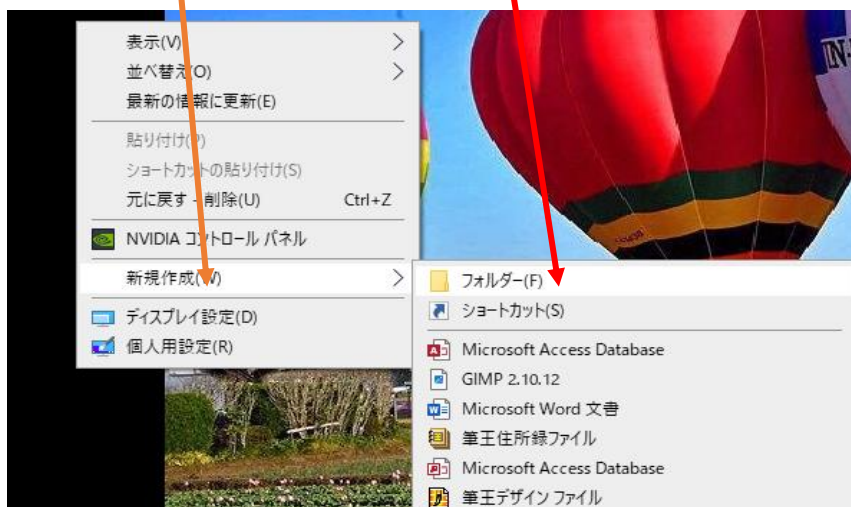 表示(V)
並べ替え(O)
最新の情報に更新(E)
貼り付け(P)
ショートカットの貼り付け(S)
元に戻す - 削除(U) Ctrl+Z
NVIDIA コントロール パネル
新規作成(W)
ディスプレイ設定(D)
個人用設定(R)
フォルダー(F)
ショートカット(S)
Microsoft Access Database
GIMP 2.10.12
Microsoft Word 文書
筆王住所録ファイル
Microsoft Access Database
筆王デザイン ファイル